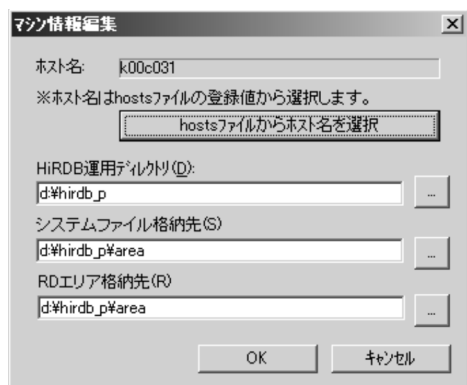 マシン情報編集
ホスト名: k00c031
※ホスト名はhostsファイルの登録値から選択します。
hostsファイルからホスト名を選択
HiRDB運用ディレクトリ(D):
d:¥hirdb_p
...
システムファイル格納先(S)
d:¥hirdb_p¥area
...
RDエリア格納先(R)
d:¥hirdb_p¥area
...
OK キャンセル